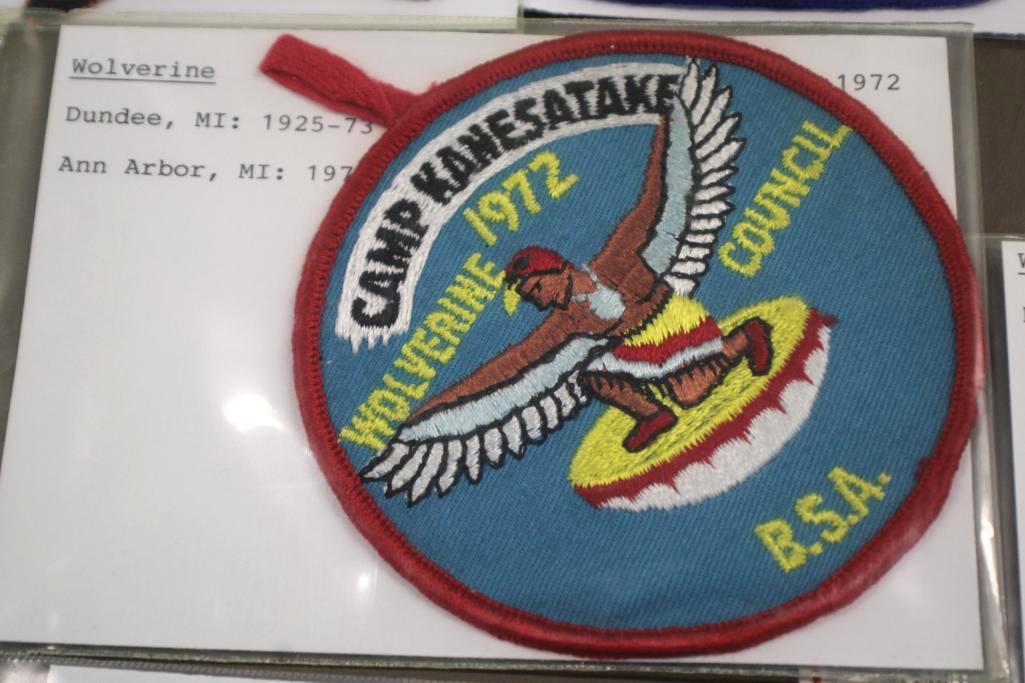 Wolverine
1972
Dundee, MI: 1925-73
Ann Arbor, MI: 197
CAMP KANESATAKE
WOLVERINE 1972
COUNCIL
B.S.A.